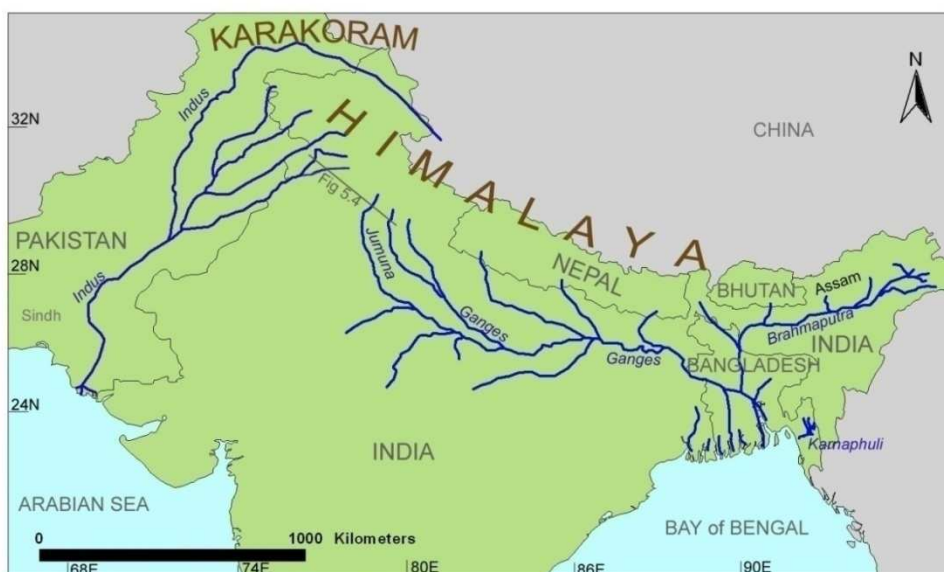 KARAKORAM
N
Indus
32N
HIMALAYA
CHINA
Fig 5.4
PAKISTAN
Jumuna
28N
Indus
NEPAL
BHUTAN
Assam
Sindh
Ganges
Brahmaputra
INDIA
Ganges
BANGLADESH
24N
INDIA
Karnaphuli
ARABIAN SEA
BAY of BENGAL
0 1000 Kilometers
68E 74E 80E 86E 90E